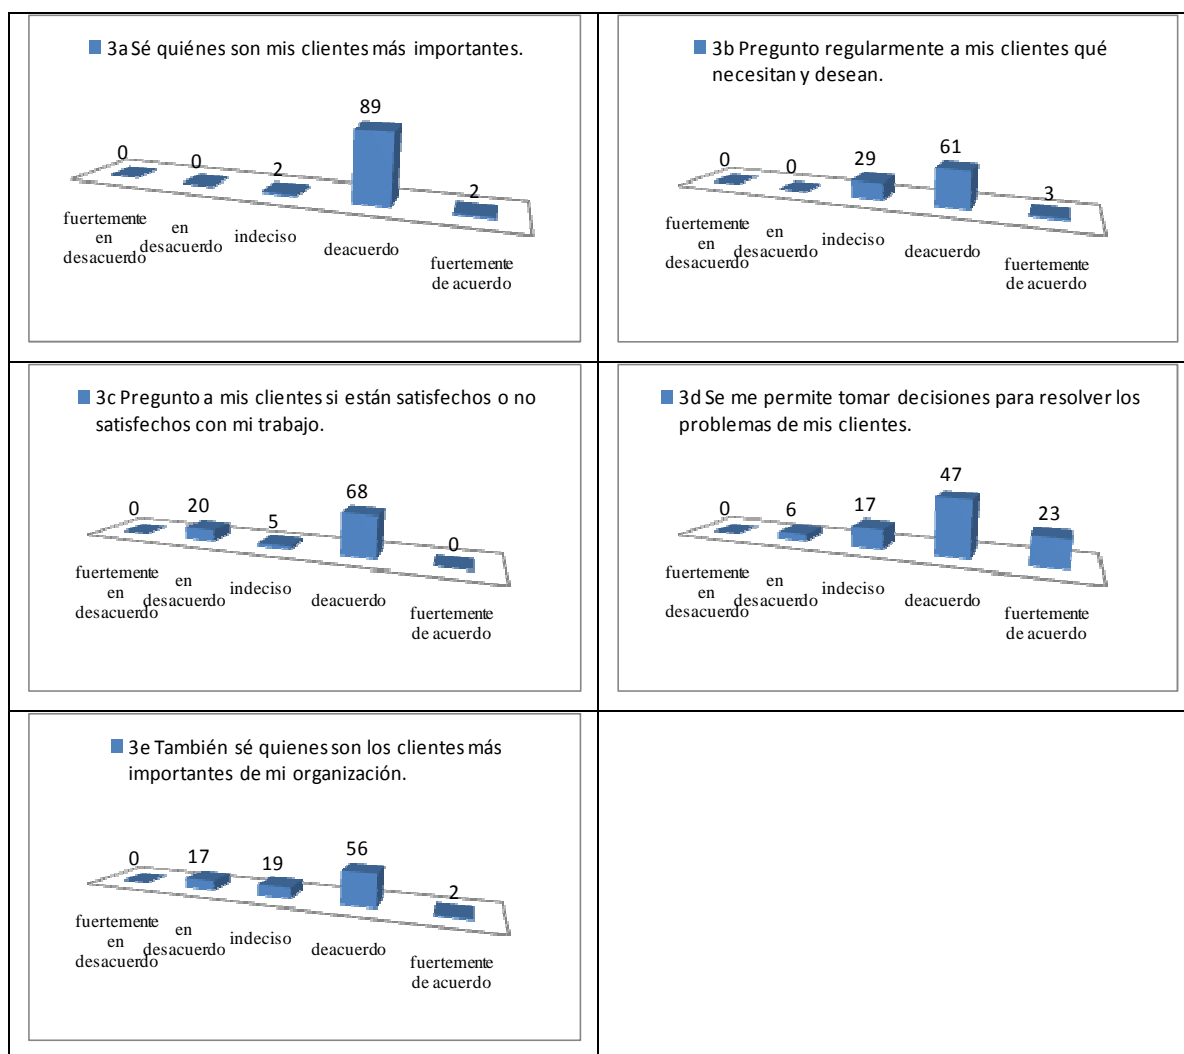 3a Sé quiénes son mis clientes más importantes.
89
0
0
2
2
fuertemente
en
desacuerdo
en
desacuerdo
indeciso
deacuerdo
fuertemente
de acuerdo
3b Pregunto regularmente a mis clientes qué
necesitan y desean.
0
0
29
61
3
fuertemente
en
desacuerdo
en
desacuerdo
indeciso
deacuerdo
fuertemente
de acuerdo
3c Pregunto a mis clientes si están satisfechos o no
satisfechos con mi trabajo.
0
20
5
68
0
fuertemente
en
desacuerdo
en
desacuerdo
indeciso
deacuerdo
fuertemente
de acuerdo
3d Se me permite tomar decisiones para resolver los
problemas de mis clientes.
0
6
17
47
23
fuertemente
en
desacuerdo
en
desacuerdo
indeciso
deacuerdo
fuertemente
de acuerdo
3e También sé quienes son los clientes más
importantes de mi organización.
0
17
19
56
2
fuertemente
en
desacuerdo
en
desacuerdo
indeciso
deacuerdo
fuertemente
de acuerdo